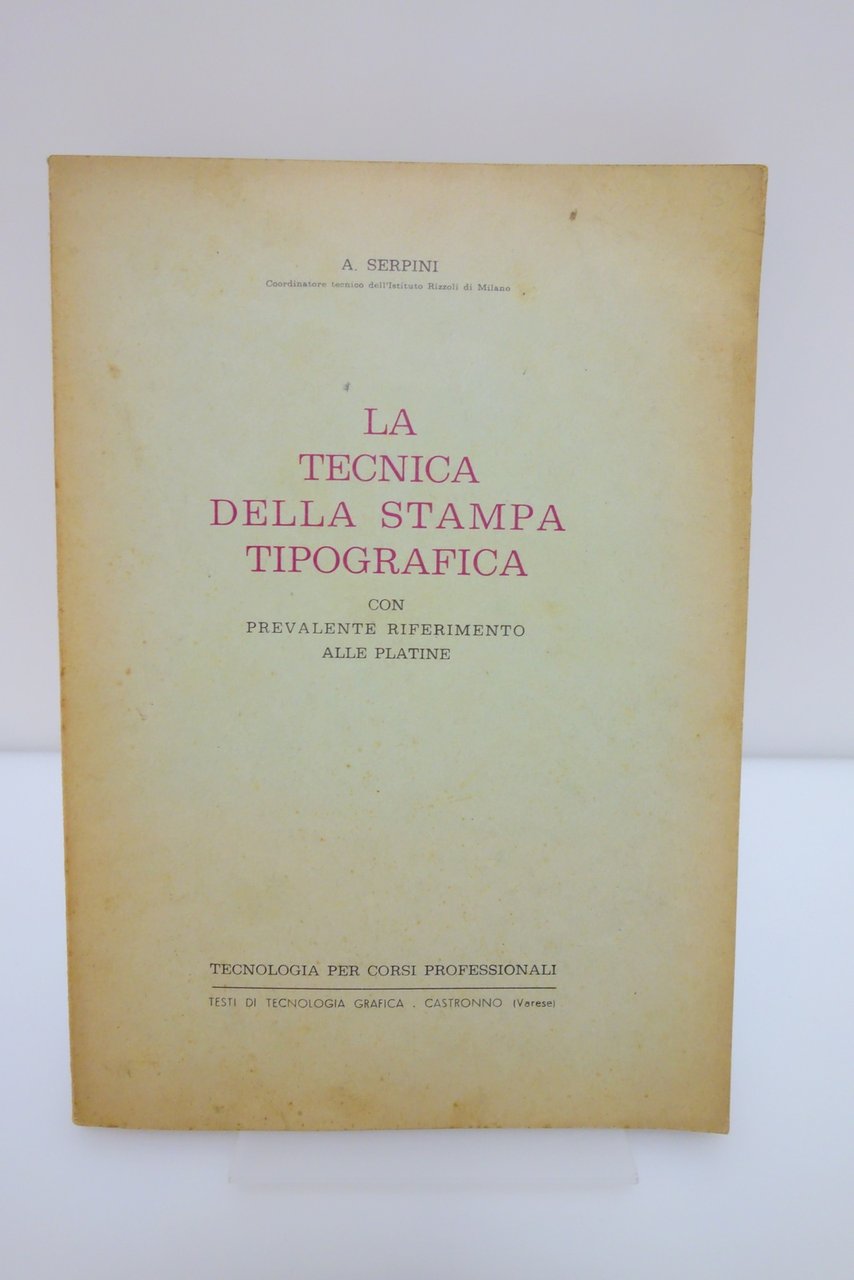 A. SERPINI
Coordinatore tecnico dell'Istituto Rizzoli di Milano
LA
TECNICA
DELLA STAMPA
TIPOGRAFICA
CON
PREVALENTE RIFERIMENTO
ALLE PLATINE
TECNOLOGIA PER CORSI PROFESSIONALI
TESTI DI TECNOLOGIA GRAFICA . CASTRONNO (Varese)